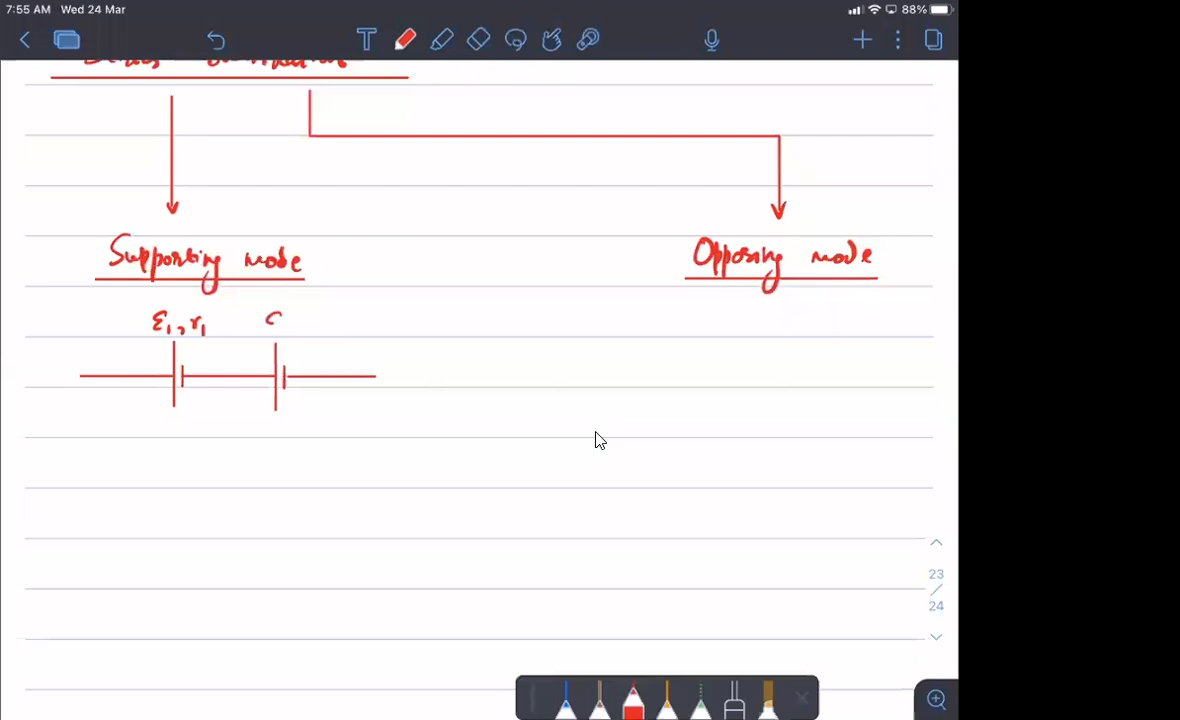 7:55 AM Wed 24 Mar
88%
T
Supporting mode
Opposing mode
ε₁, r₁
23
/
24